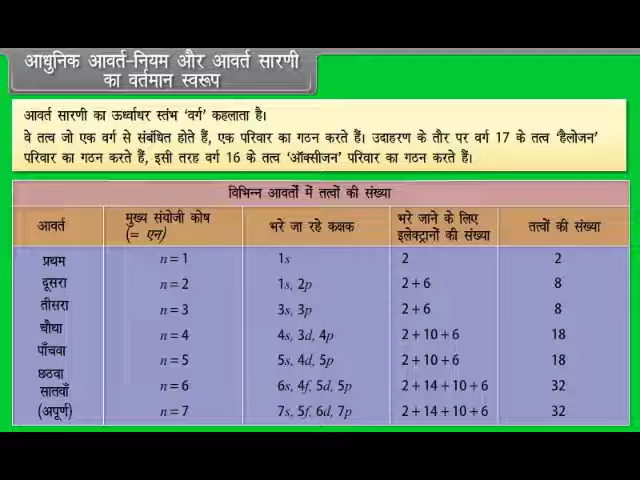 आधुनिक आवर्त-नियम और आवर्त सारणी
का वर्तमान स्वरूप
आवर्त सारणी का ऊर्ध्वाधर स्तंभ 'वर्ग' कहलाता है।
वे तत्व जो एक वर्ग से संबंधित होते हैं, एक परिवार का गठन करते हैं। उदाहरण के तौर पर वर्ग 17 के तत्व 'हैलोजन'
परिवार का गठन करते हैं, इसी तरह वर्ग 16 के तत्व 'ऑक्सीजन' परिवार का गठन करते हैं।
विभिन्न आवर्तों में तत्वों की संख्या
आवर्त मुख्य संयोजी कोष (= एन) भरे जा रहे कक्षक भरे जाने के लिए इलेक्ट्रानों की संख्या तत्वों की संख्या
प्रथम n = 1 1s 2 2
दूसरा n = 2 1s, 2p 2 + 6 8
तीसरा n = 3 3s, 3p 2 + 6 8
चौथा n = 4 4s, 3d, 4p 2 + 10 + 6 18
पाँचवा n = 5 5s, 4d, 5p 2 + 10 + 6 18
छठवा n = 6 6s, 4f, 5d, 5p 2 + 14 + 10 + 6 32
सातवाँ (अपूर्ण) n = 7 7s, 5f, 6d, 7p 2 + 14 + 10 + 6 32